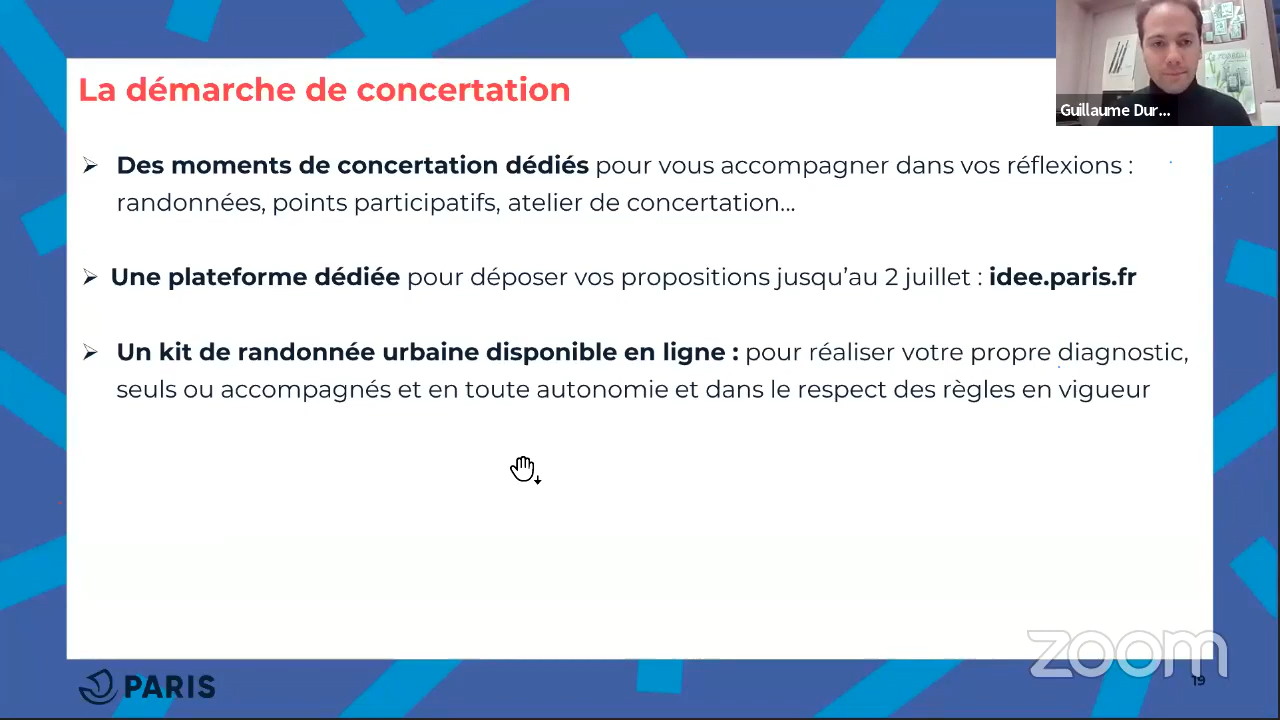 La démarche de concertation
Guillaume Dur...
➢ Des moments de concertation dédiés pour vous accompagner dans vos réflexions :
randonnées, points participatifs, atelier de concertation...
➢ Une plateforme dédiée pour déposer vos propositions jusqu’au 2 juillet : idee.paris.fr
➢ Un kit de randonnée urbaine disponible en ligne : pour réaliser votre propre diagnostic,
seuls ou accompagnés et en toute autonomie et dans le respect des règles en vigueur
zoom
PARIS
19